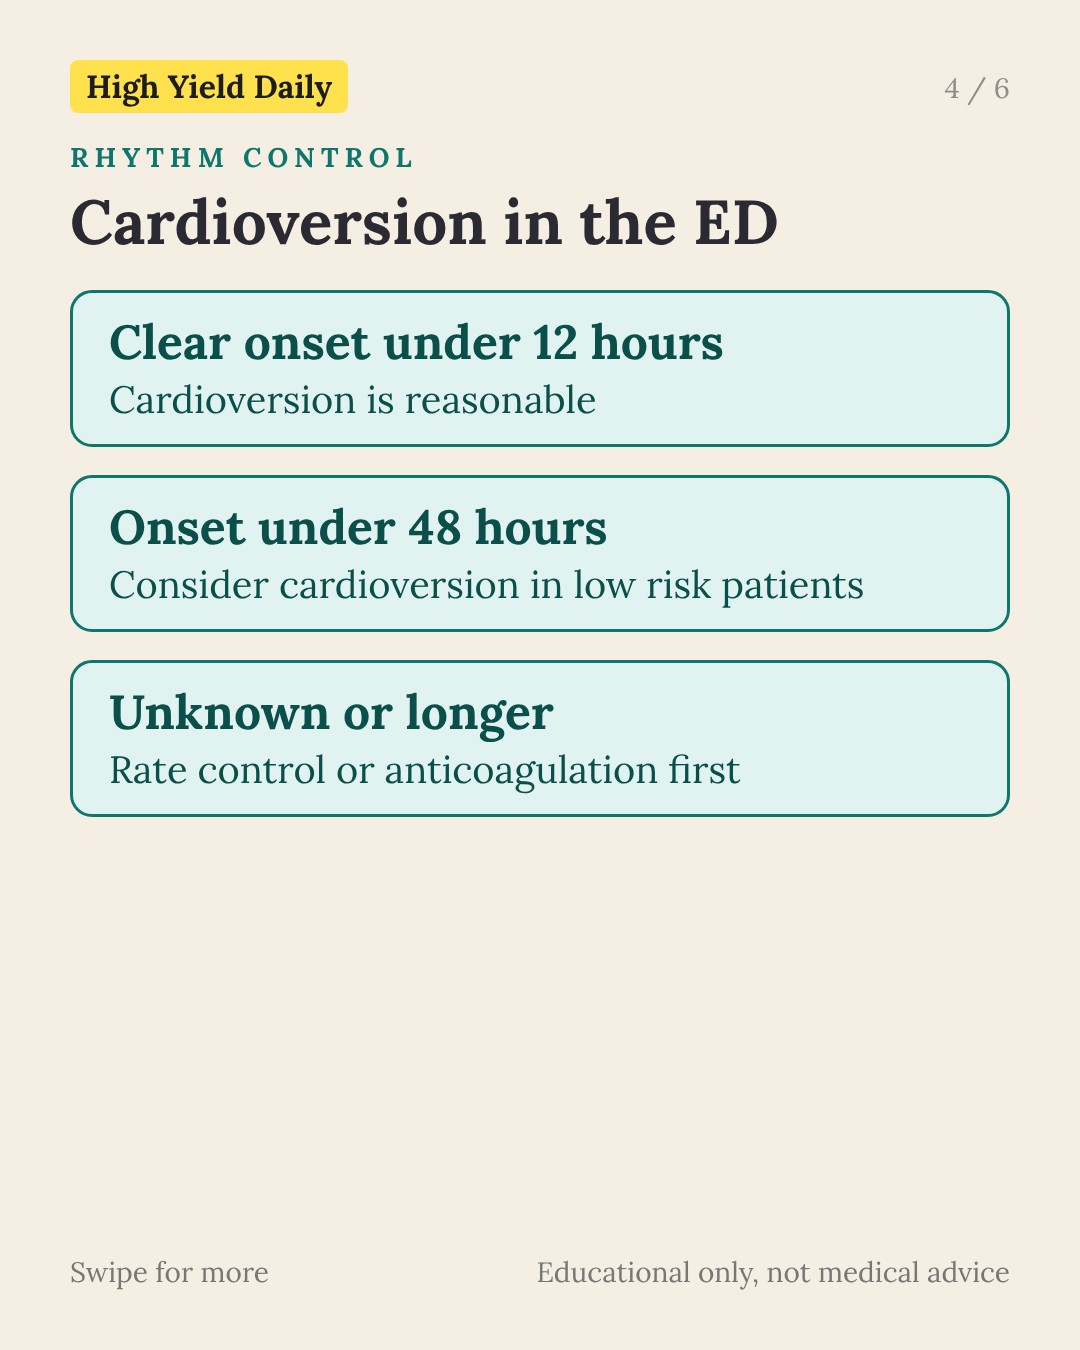 High Yield Daily
4 / 6
RHYTHM CONTROL
Cardioversion in the ED
Clear onset under 12 hours
Cardioversion is reasonable
Onset under 48 hours
Consider cardioversion in low risk patients
Unknown or longer
Rate control or anticoagulation first
Swipe for more
Educational only, not medical advice